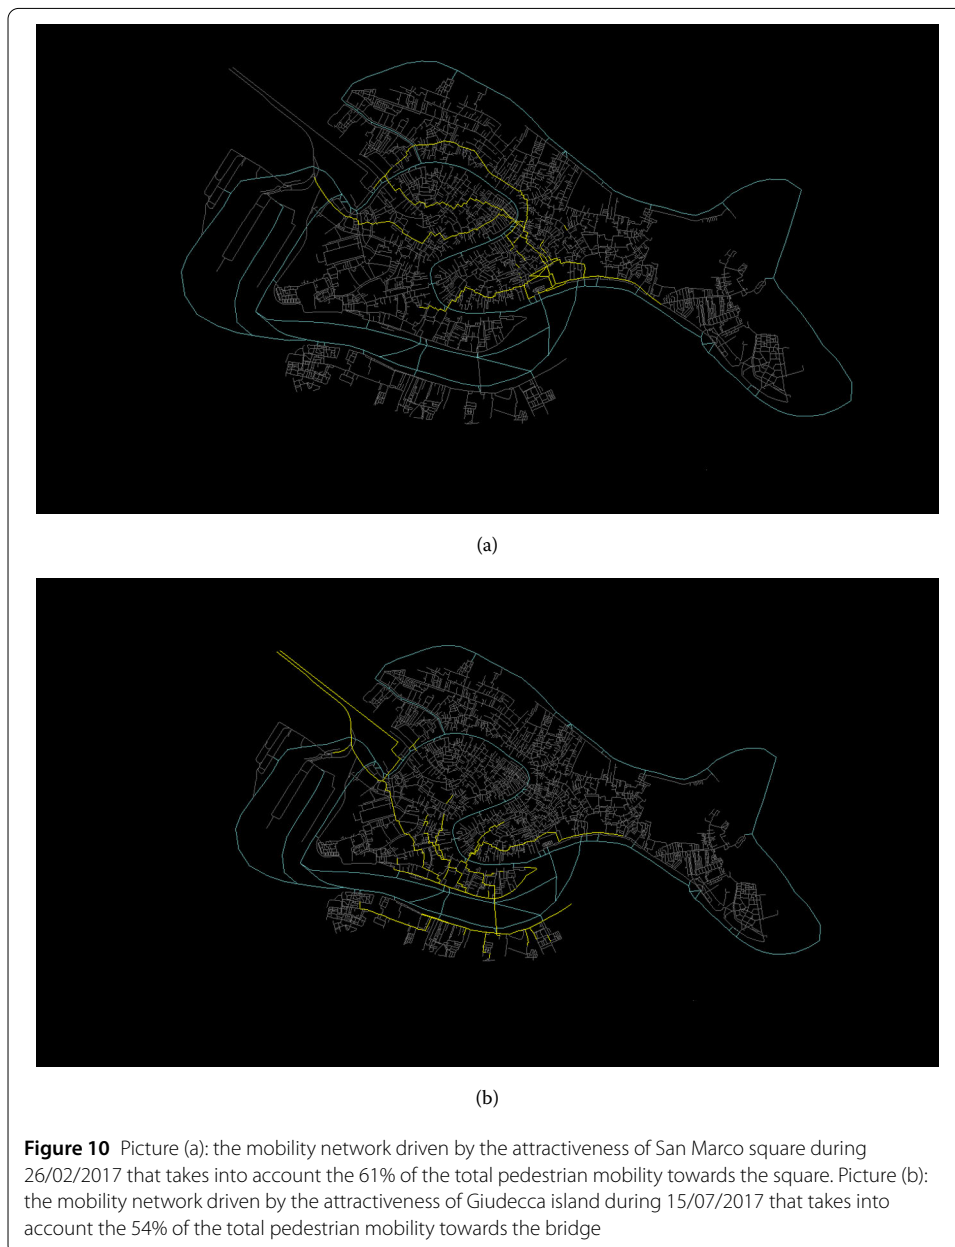 (a)
(b)
Figure 10 Picture (a): the mobility network driven by the attractiveness of San Marco square during
26/02/2017 that takes into account the 61% of the total pedestrian mobility towards the square. Picture (b):
the mobility network driven by the attractiveness of Giudecca island during 15/07/2017 that takes into
account the 54% of the total pedestrian mobility towards the bridge